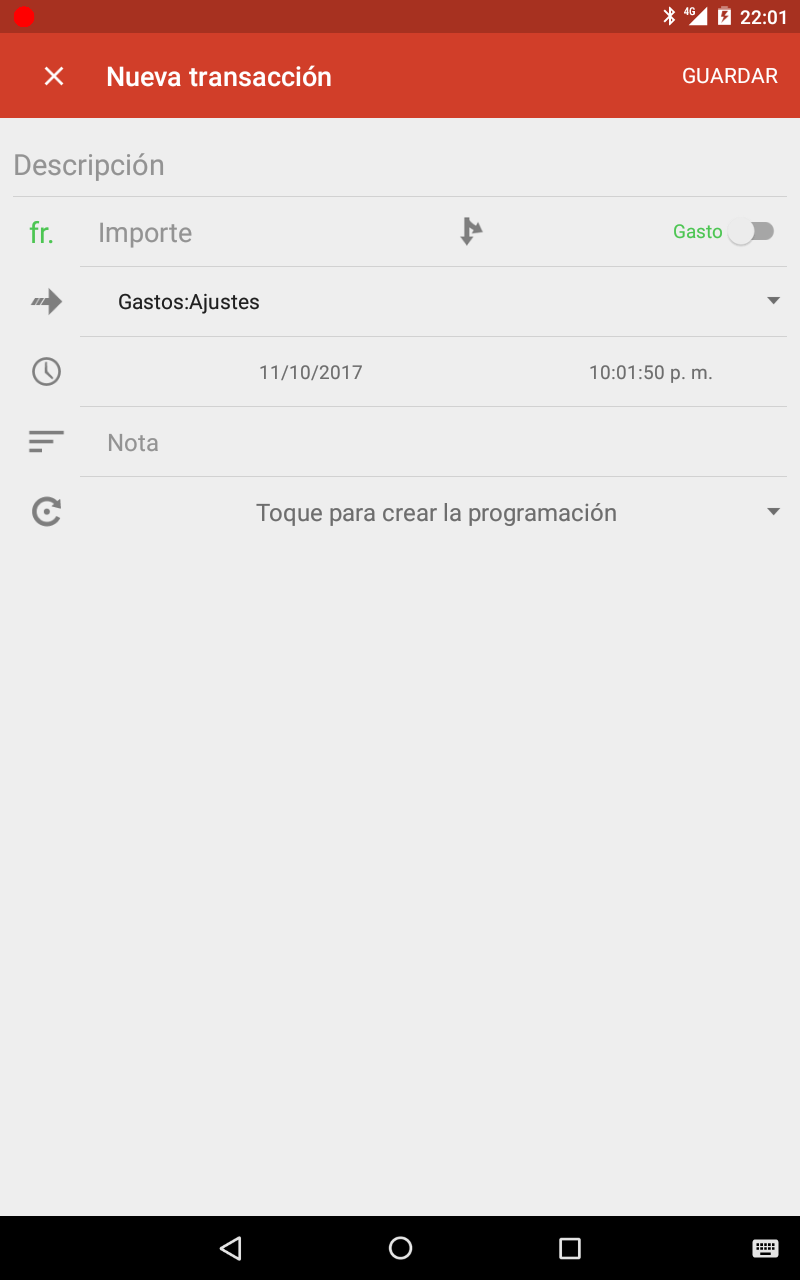 4G 22:01
Nueva transacción GUARDAR
Descripción
fr. Importe Gasto
Gastos:Ajustes
11/10/2017 10:01:50 p. m.
Nota
Toque para crear la programación